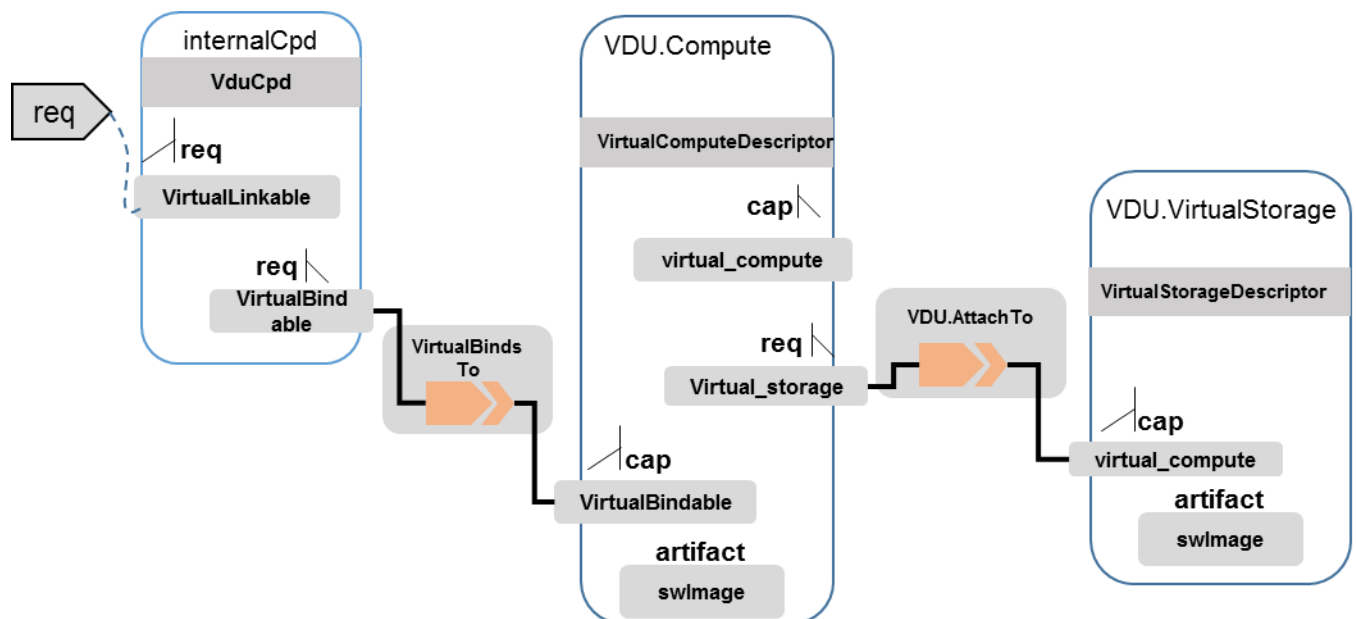 internalCpd
VduCpd
req
req
VirtualLinkable
req
VirtualBind
able
VirtualBinds
To
VDU.Compute
VirtualComputeDescriptor
cap
virtual_compute
req
Virtual_storage
cap
VirtualBindable
artifact
swImage
VDU.AttachTo
VDU.VirtualStorage
VirtualStorageDescriptor
cap
virtual_compute
artifact
swImage